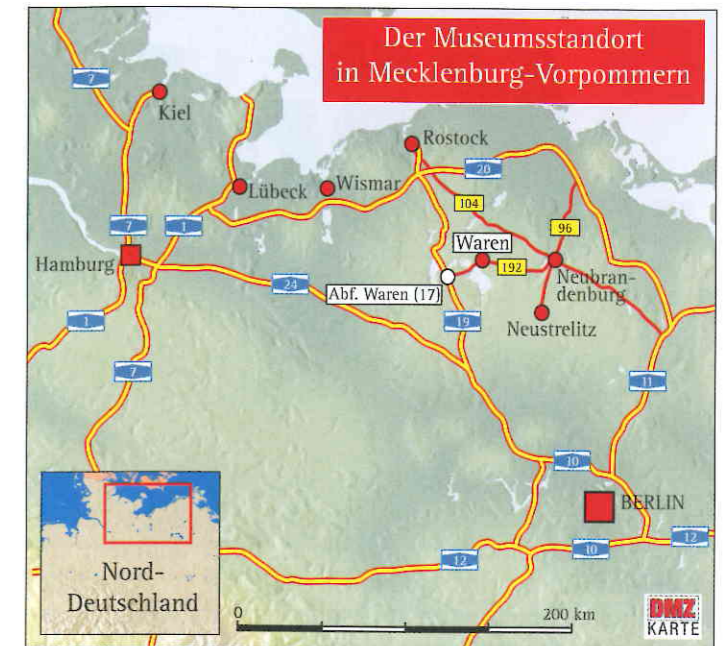 Der Museumsstandort
in Mecklenburg-Vorpommern
7
Kiel
Rostock
20
Lübeck
Wismar
104
7
1
96
Waren
Hamburg
192
Neubran-
denburg
24
Abf. Waren (17)
1
19
Neustrelitz
7
11
10
BERLIN
12
10
12
Nord-
Deutschland
0
200 km
DMZ
KARTE